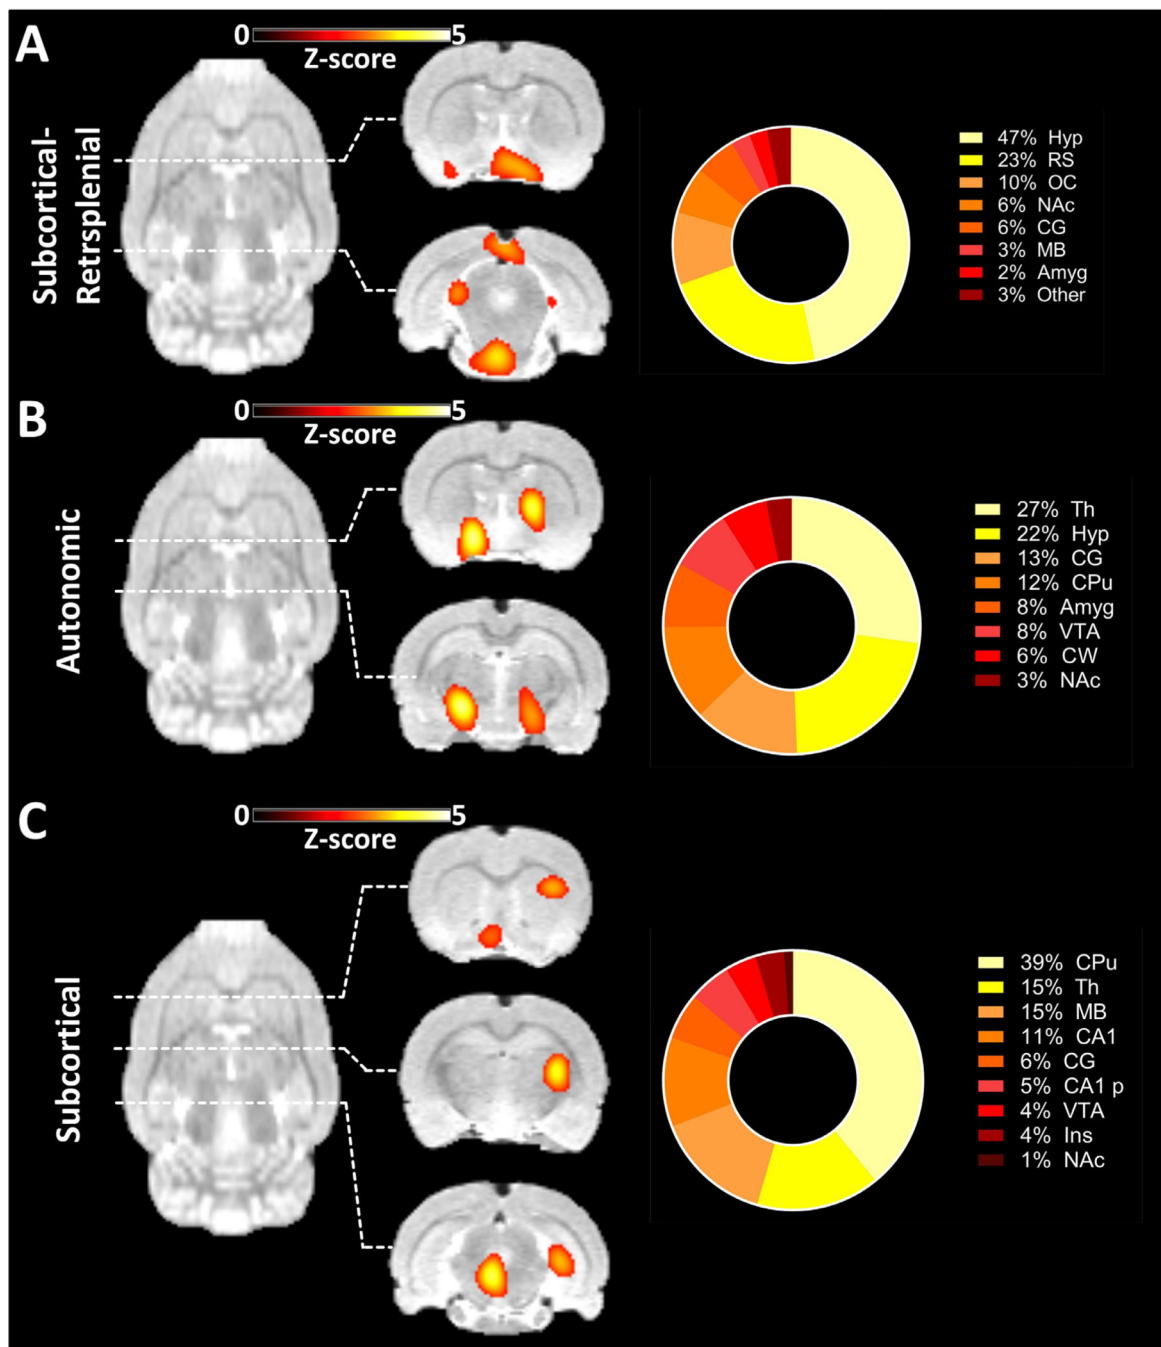 A
0 5
Z-score
Subcortical-
Retrsplenial
47% Hyp
23% RS
10% OC
6% NAc
6% CG
3% MB
2% Amyg
3% Other
B
0 5
Z-score
Autonomic
27% Th
22% Hyp
13% CG
12% CPu
8% Amyg
8% VTA
6% CW
3% NAc
C
0 5
Z-score
Subcortical
39% CPu
15% Th
15% MB
11% CA1
6% CG
5% CA1 p
4% VTA
4% Ins
1% NAc